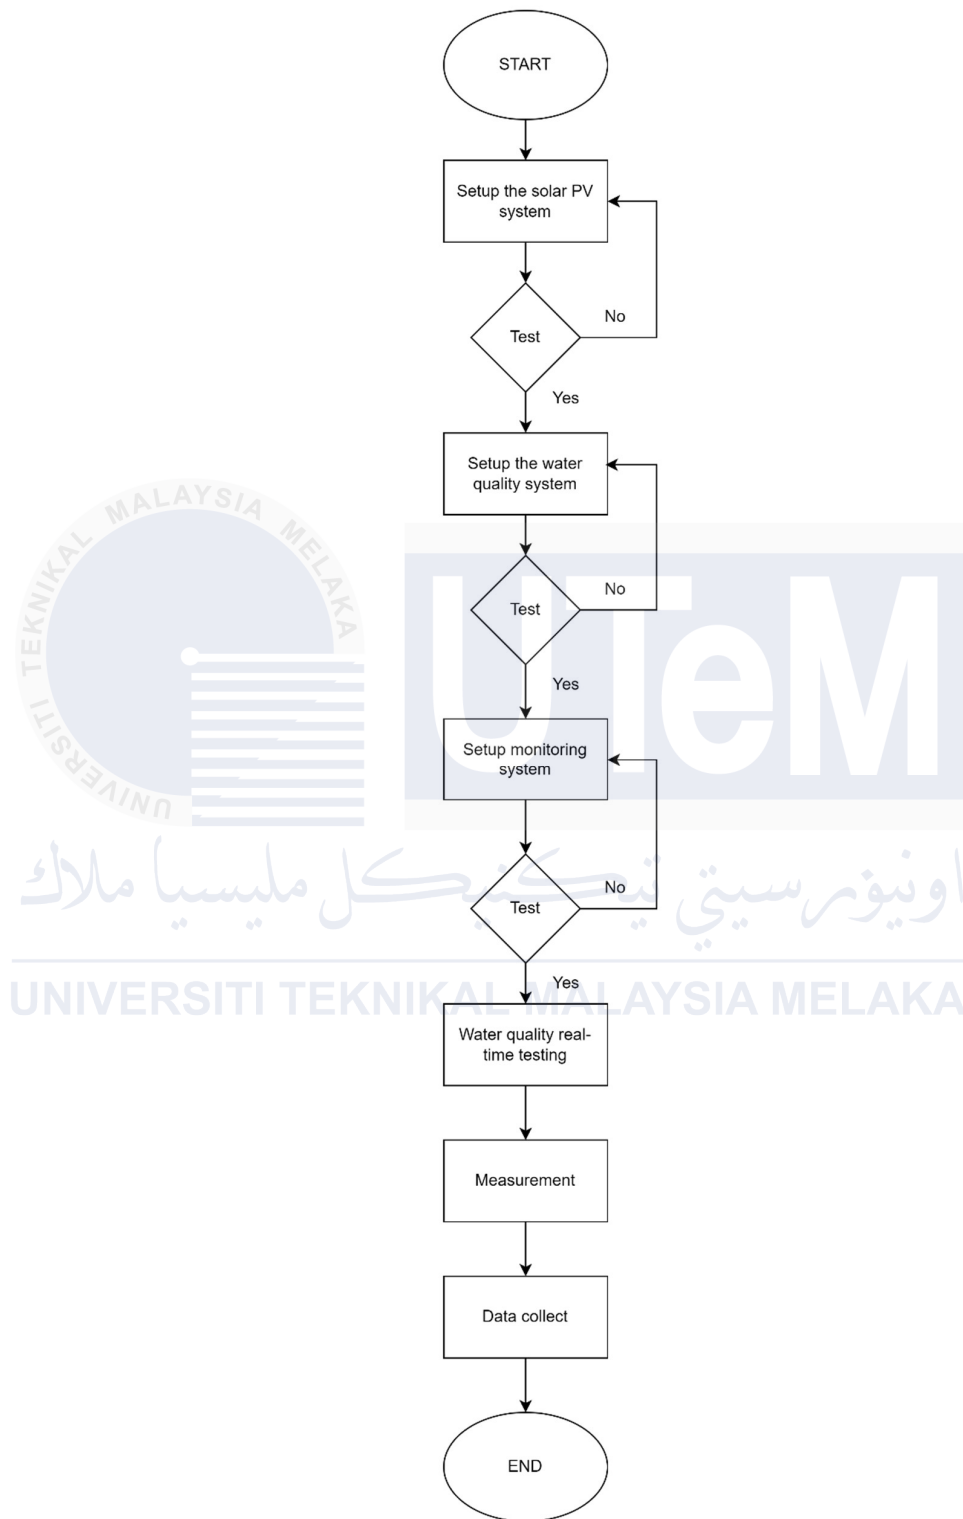 START
Setup the solar PV
system
Test
No
Yes
Setup the water
quality system
Test
No
Yes
Setup monitoring
system
Test
No
Yes
Water quality real-
time testing
Measurement
Data collect
END
UNIVERSITI TEKNIKAL MALAYSIA MELAKA
UTeM
اونيۏرسيتي تيكنيكل مليسيا ملاك
UNIVERSITI TEKNIKAL MALAYSIA MELAKA